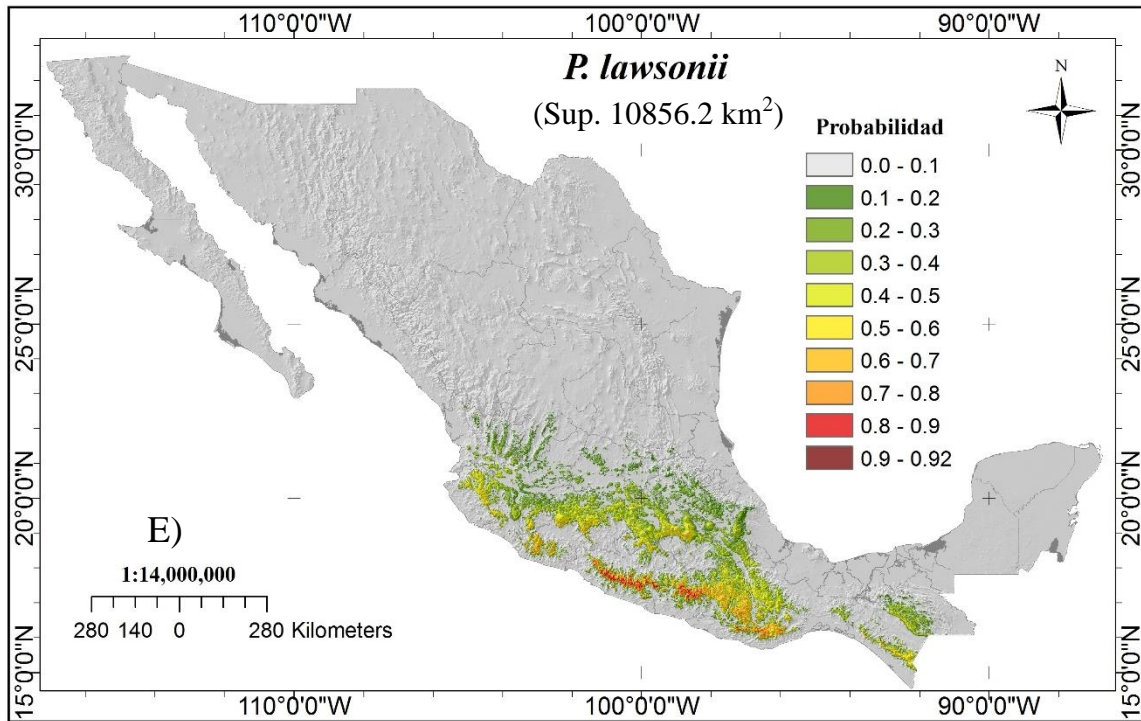 110°0'0"W 100°0'0"W 90°0'0"W
P. lawsonii
(Sup. 10856.2 km²)
N
Probabilidad
0.0 - 0.1
0.1 - 0.2
0.2 - 0.3
0.3 - 0.4
0.4 - 0.5
0.5 - 0.6
0.6 - 0.7
0.7 - 0.8
0.8 - 0.9
0.9 - 0.92
30°0'0"N
25°0'0"N
20°0'0"N
15°0'0"N
30°0'0"N
25°0'0"N
20°0'0"N
15°0'0"N
E)
1:14,000,000
280 140 0 280 Kilometers
110°0'0"W 100°0'0"W 90°0'0"W